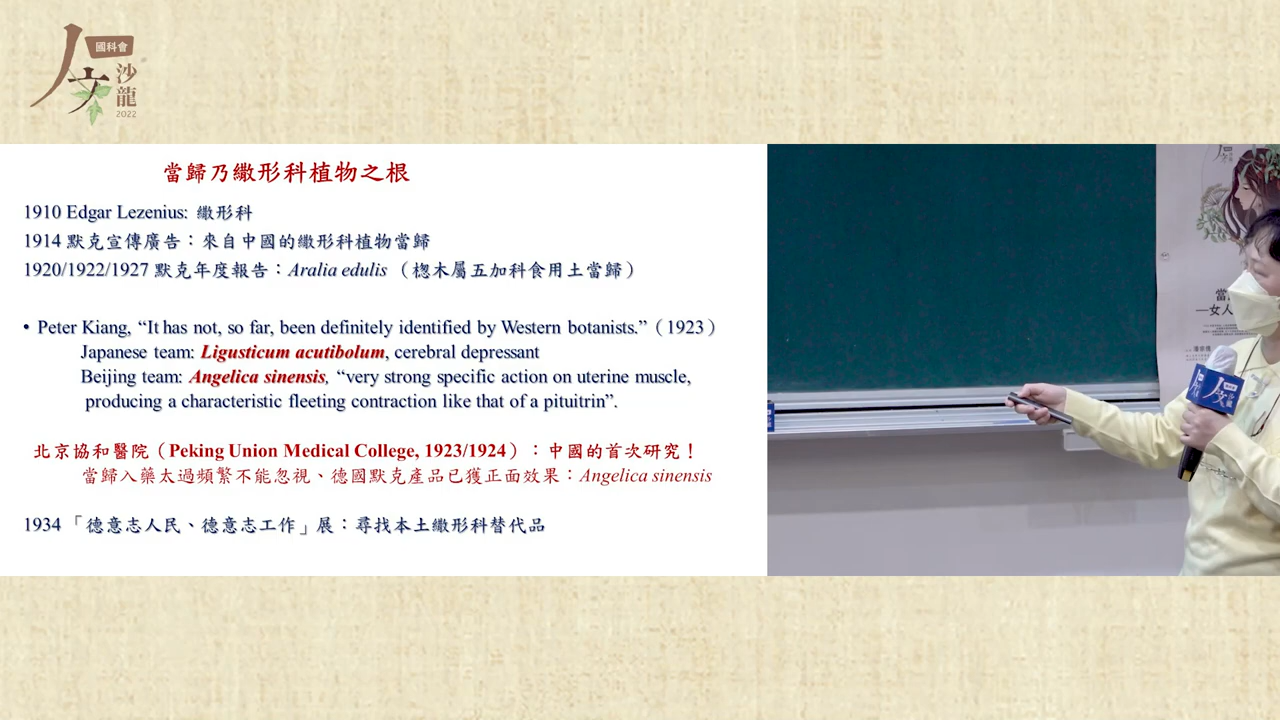 國科會
人文
沙龍
2022
當歸乃繖形科植物之根
1910 Edgar Lezenius: 繖形科
1914 默克宣傳廣告：來自中國的繖形科植物當歸
1920/1922/1927 默克年度報告：Aralia edulis （楤木屬五加科食用土當歸）
• Peter Kiang, “It has not, so far, been definitely identified by Western botanists.”（1923）
Japanese team: Ligusticum acutibolum, cerebral depressant
Beijing team: Angelica sinensis, “very strong specific action on uterine muscle,
producing a characteristic fleeting contraction like that of a pituitrin”.
北京協和醫院（Peking Union Medical College, 1923/1924）：中國的首次研究！
當歸入藥太過頻繁不能忽視、德國默克產品已獲正面效果：Angelica sinensis
1934「德意志人民、德意志工作」展：尋找本土繖形科替代品
當
—女人
人文
沙龍